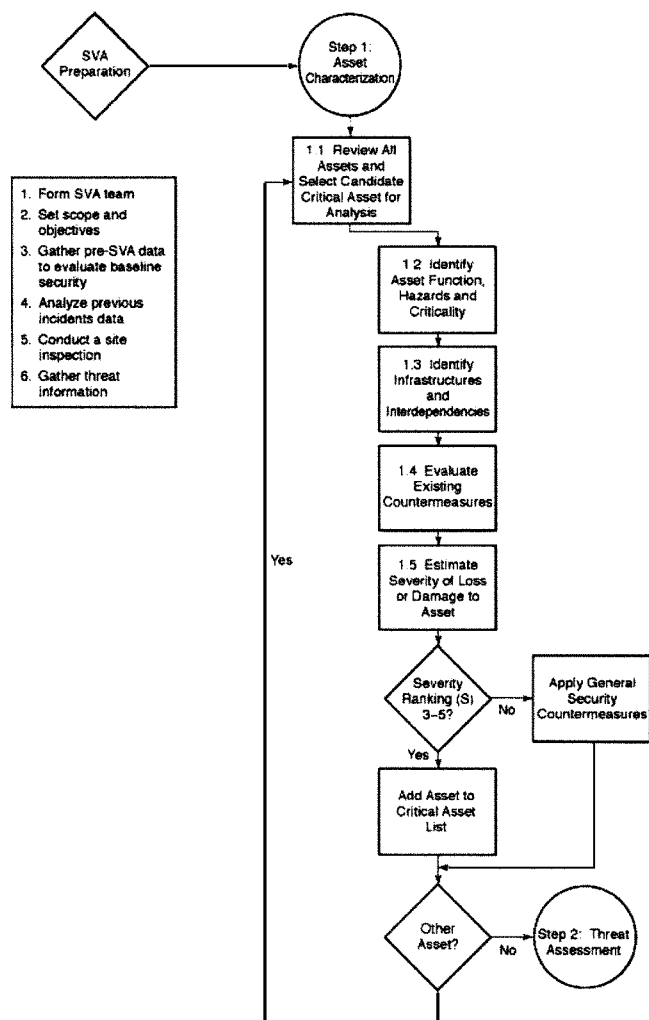 SVA
Preparation
Step 1:
Asset
Characterization
1.1 Review All
Assets and
Select Candidate
Critical Asset for
Analysis
1. Form SVA team
2. Set scope and
objectives
3. Gather pre-SVA data
to evaluate baseline
security
4. Analyze previous
incidents data
5. Conduct a site
inspection
6. Gather threat
information
1.2 Identify
Asset Function,
Hazards and
Criticality
1.3 Identify
Infrastructures
and
Interdependencies
1.4 Evaluate
Existing
Countermeasures
Yes
1.5 Estimate
Severity of Loss
or Damage to
Asset
Severity
Ranking (S)
3–5?
No
Apply General
Security
Countermeasures
Yes
Add Asset to
Critical Asset
List
Other
Asset?
No
Step 2: Threat
Assessment